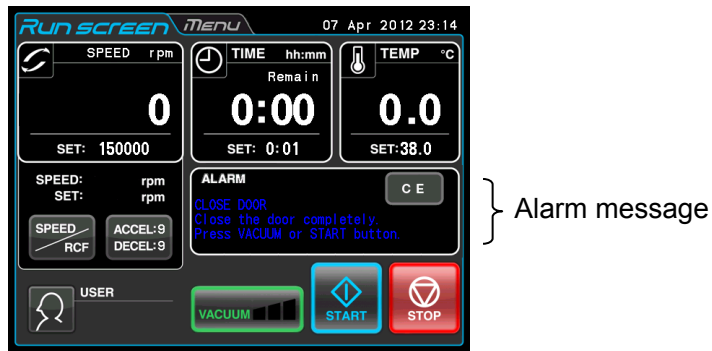 Run screen Menu 07 Apr 2012 23:14
SPEED rpm
0
SET: 150000
TIME hh:mm
Remain
0:00
SET: 0:01
TEMP °C
0.0
SET:38.0
SPEED: rpm
SET: rpm
SPEED/RCF
ACCEL:9
DECEL:9
ALARM
CE
CLOSE DOOR
Close the door completely.
Press VACUUM or START button.
Alarm message
USER
VACUUM
START
STOP